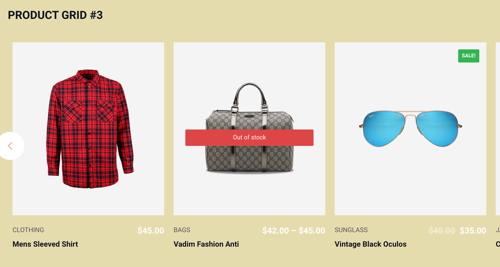 PRODUCT GRID #3
SALE!
Out of stock
CLOTHING $45.00
BAGS $42.00 – $45.00
SUNGLASS $40.00 $35.00
Mens Sleeved Shirt
Vadim Fashion Anti
Vintage Black Oculos